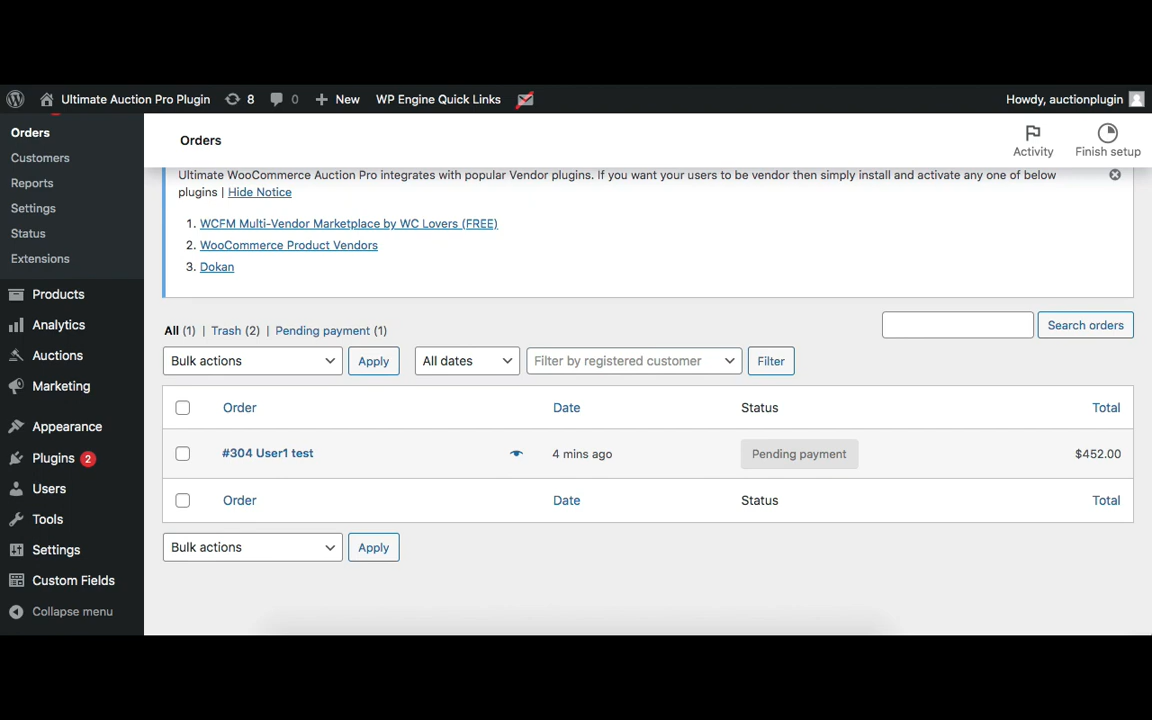 Ultimate Auction Pro Plugin 8 0 New WP Engine Quick Links Howdy, auctionplugin
Orders
Customers
Reports
Settings
Status
Extensions
Products
Analytics
Auctions
Marketing
Appearance
Plugins 2
Users
Tools
Settings
Custom Fields
Collapse menu
Orders
Activity
Finish setup
Ultimate WooCommerce Auction Pro integrates with popular Vendor plugins. If you want your users to be vendor then simply install and activate any one of below
plugins | Hide Notice
1. WCFM Multi-Vendor Marketplace by WC Lovers (FREE)
2. WooCommerce Product Vendors
3. Dokan
All (1) | Trash (2) | Pending payment (1)
Search orders
Bulk actions Apply All dates Filter by registered customer Filter
Order Date Status Total
#304 User1 test 4 mins ago Pending payment $452.00
Order Date Status Total
Bulk actions Apply